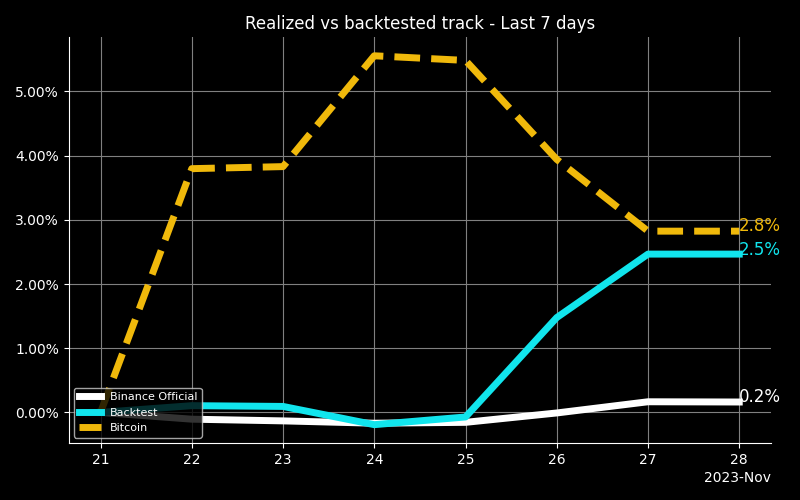 Realized vs backtested track - Last 7 days
5.00%
4.00%
3.00%
2.00%
1.00%
0.00%
2.8%
2.5%
0.2%
Binance Official
Backtest
Bitcoin
21 22 23 24 25 26 27 28
2023-Nov